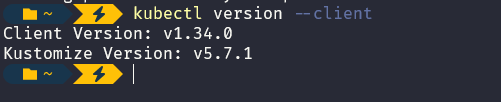 ~ kubectl version --client
Client Version: v1.34.0
Kustomize Version: v5.7.1
~